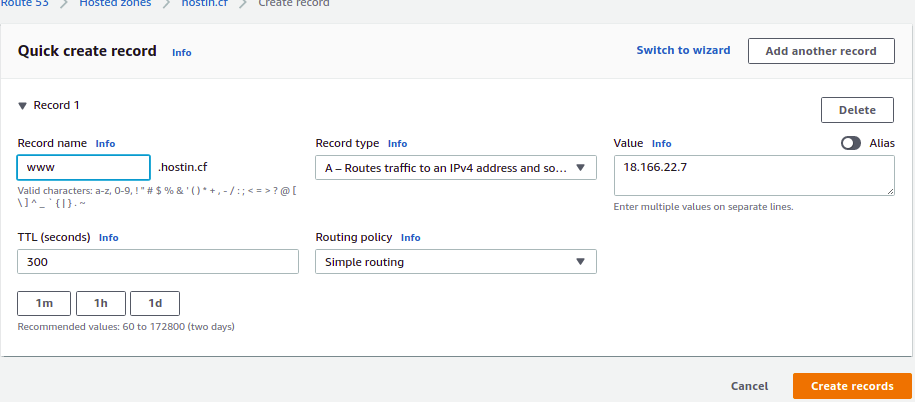 Route 53 > Hosted zones > hostin.cf > Create record
Quick create record Info Switch to wizard Add another record
▼ Record 1 Delete
Record name Info Record type Info Value Info Alias
www .hostin.cf A – Routes traffic to an IPv4 address and so... 18.166.22.7
Valid characters: a-z, 0-9, ! " # $ % & ' ( ) * + , - / : ; < = > ? @ [
\ ] ^ _ ` { | } . ~
Enter multiple values on separate lines.
TTL (seconds) Info Routing policy Info
300 Simple routing
1m 1h 1d
Recommended values: 60 to 172800 (two days)
Cancel Create records